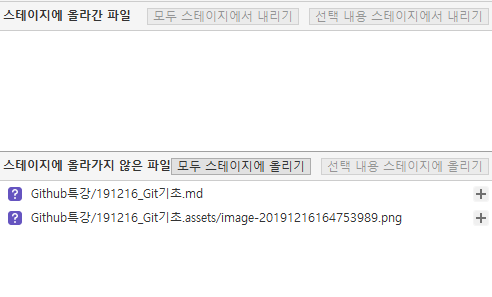 스테이지에 올라간 파일 모두 스테이지에서 내리기 선택 내용 스테이지에서 내리기
스테이지에 올라가지 않은 파일 모두 스테이지에 올리기 선택 내용 스테이지에 올리기
? Github특강/191216_Git기초.md +
? Github특강/191216_Git기초.assets/image-20191216164753989.png +